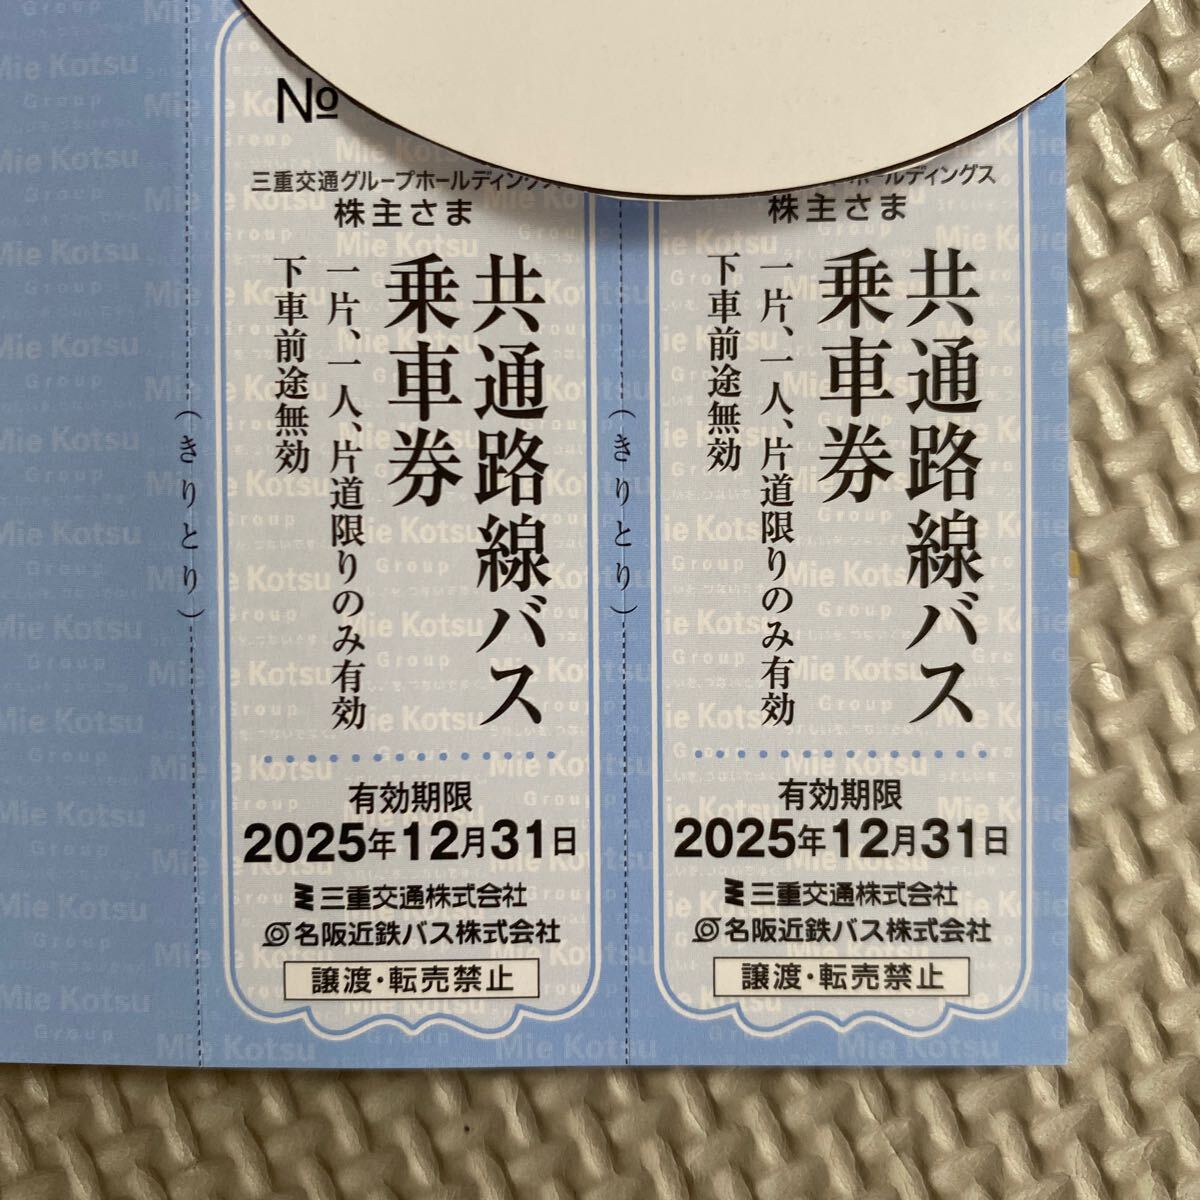 №
三重交通グループホールディングス
株主さま
共通路線バス
乗車券
一片、一人、片道限りのみ有効
下車前途無効
有効期限
2025年12月31日
三重交通株式会社
名阪近鉄バス株式会社
譲渡・転売禁止
(きりとり)
ホールディングス
株主さま
共通路線バス
乗車券
一片、一人、片道限りのみ有効
下車前途無効
有効期限
2025年12月31日
三重交通株式会社
名阪近鉄バス株式会社
譲渡・転売禁止
(きりとり)
Mie Kotsu
Group